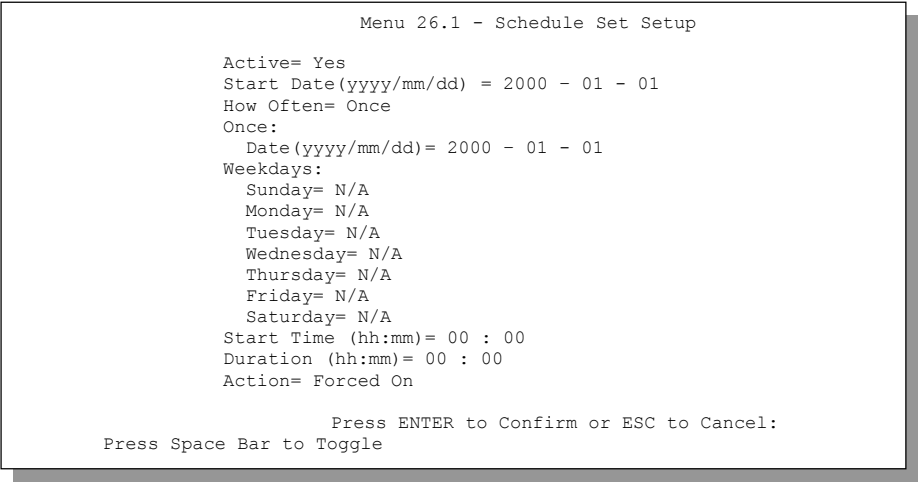 Menu 26.1 - Schedule Set Setup
Active= Yes
Start Date(yyyy/mm/dd) = 2000 – 01 - 01
How Often= Once
Once:
Date(yyyy/mm/dd)= 2000 – 01 - 01
Weekdays:
Sunday= N/A
Monday= N/A
Tuesday= N/A
Wednesday= N/A
Thursday= N/A
Friday= N/A
Saturday= N/A
Start Time (hh:mm)= 00 : 00
Duration (hh:mm)= 00 : 00
Action= Forced On
Press ENTER to Confirm or ESC to Cancel:
Press Space Bar to Toggle